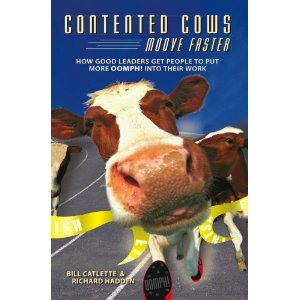 CONTENTED COWS
MOOVE FASTER
HOW GOOD LEADERS GET PEOPLE TO PUT
MORE OOMPH! INTO THEIR WORK
BILL CATLETTE &
RICHARD HADDEN
OOMPH!